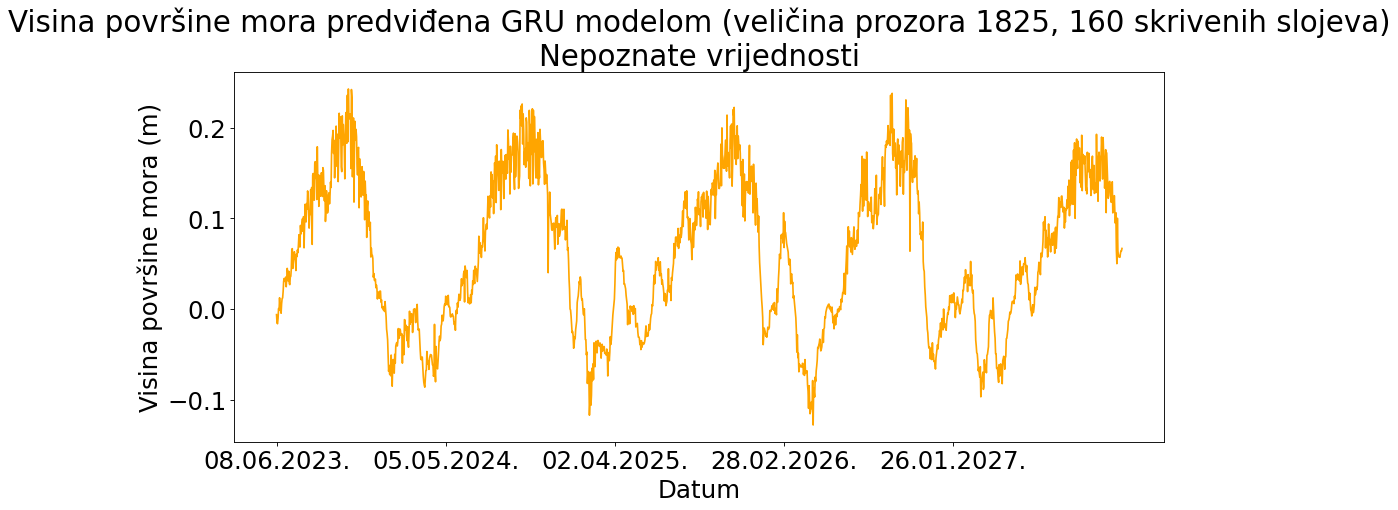 Visina površine mora predviđena GRU modelom (veličina prozora 1825, 160 skrivenih slojeva)
Nepoznate vrijednosti
Visina površine mora (m)
0.2
0.1
0.0
−0.1
08.06.2023. 05.05.2024. 02.04.2025. 28.02.2026. 26.01.2027.
Datum